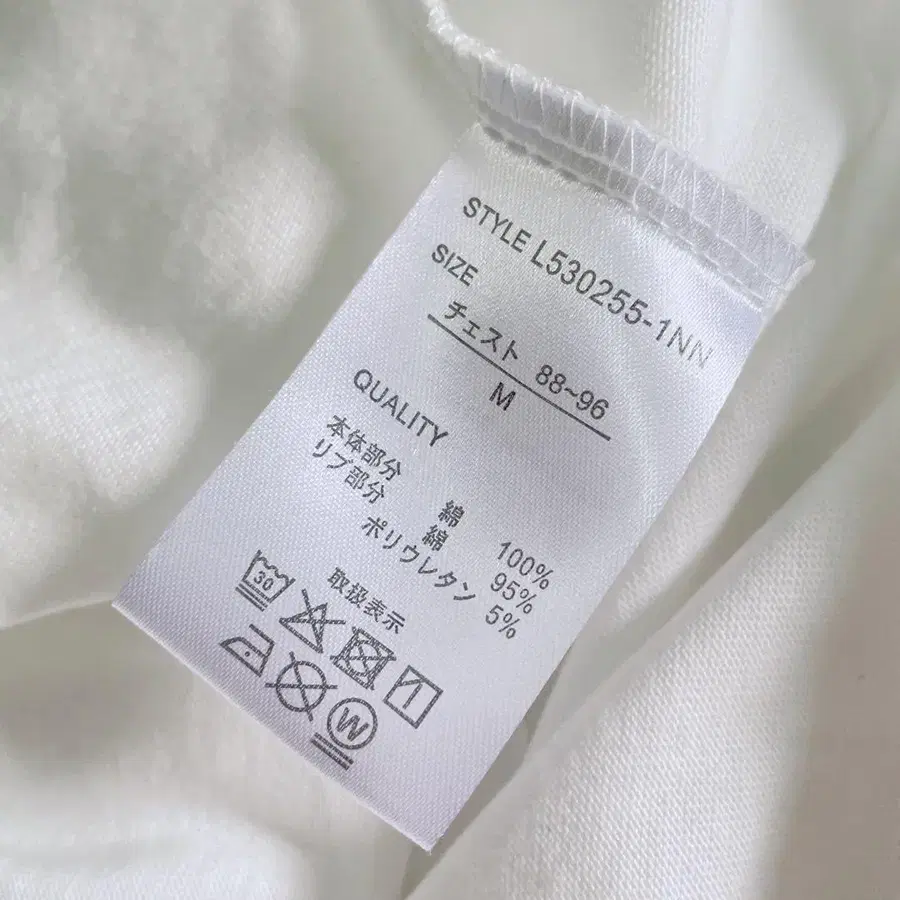 STYLE L530255-1NN
SIZE
チェスト 88~96
M
QUALITY
本体部分 綿 100%
リブ部分 綿 95%
ポリウレタン 5%
取扱表示
30
W